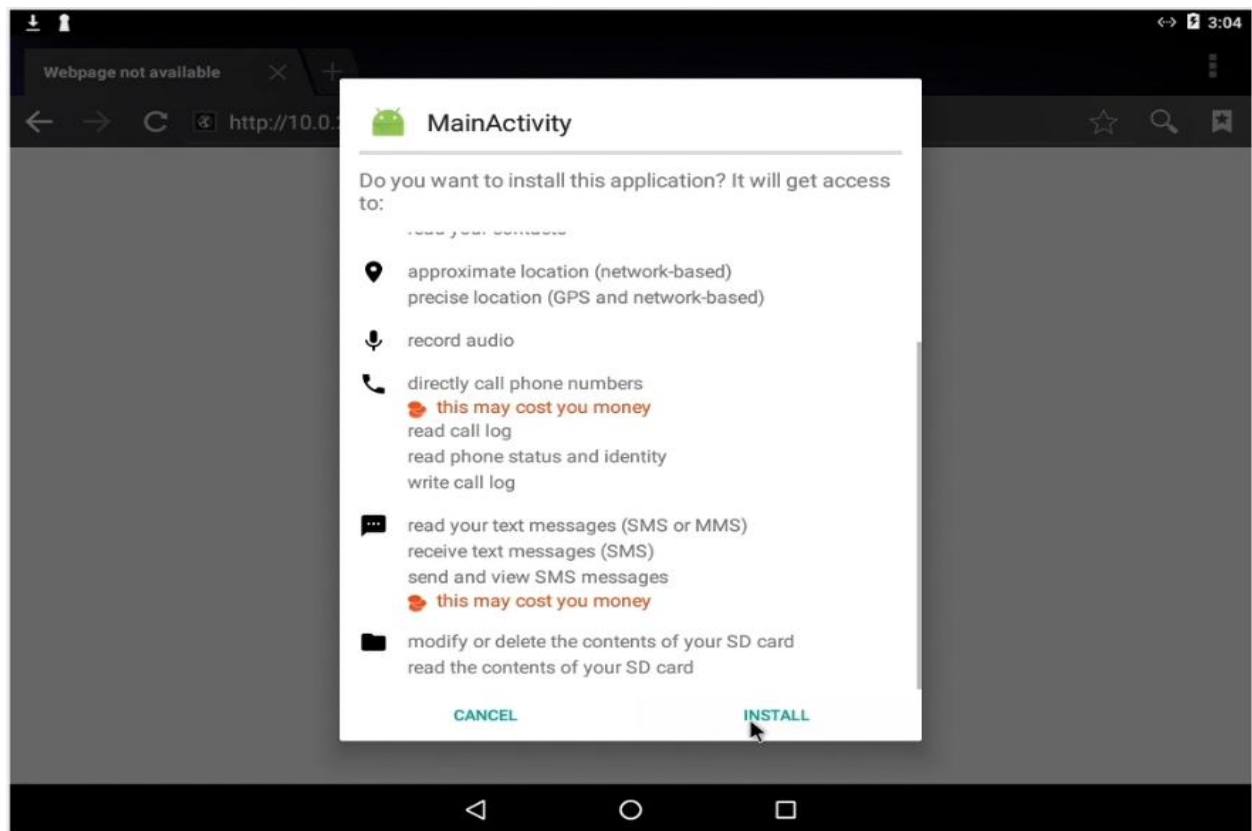 3:04
Webpage not available
http://10.0.
MainActivity
Do you want to install this application? It will get access
to:
read your contacts
approximate location (network-based)
precise location (GPS and network-based)
record audio
directly call phone numbers
this may cost you money
read call log
read phone status and identity
write call log
read your text messages (SMS or MMS)
receive text messages (SMS)
send and view SMS messages
this may cost you money
modify or delete the contents of your SD card
read the contents of your SD card
CANCEL
INSTALL